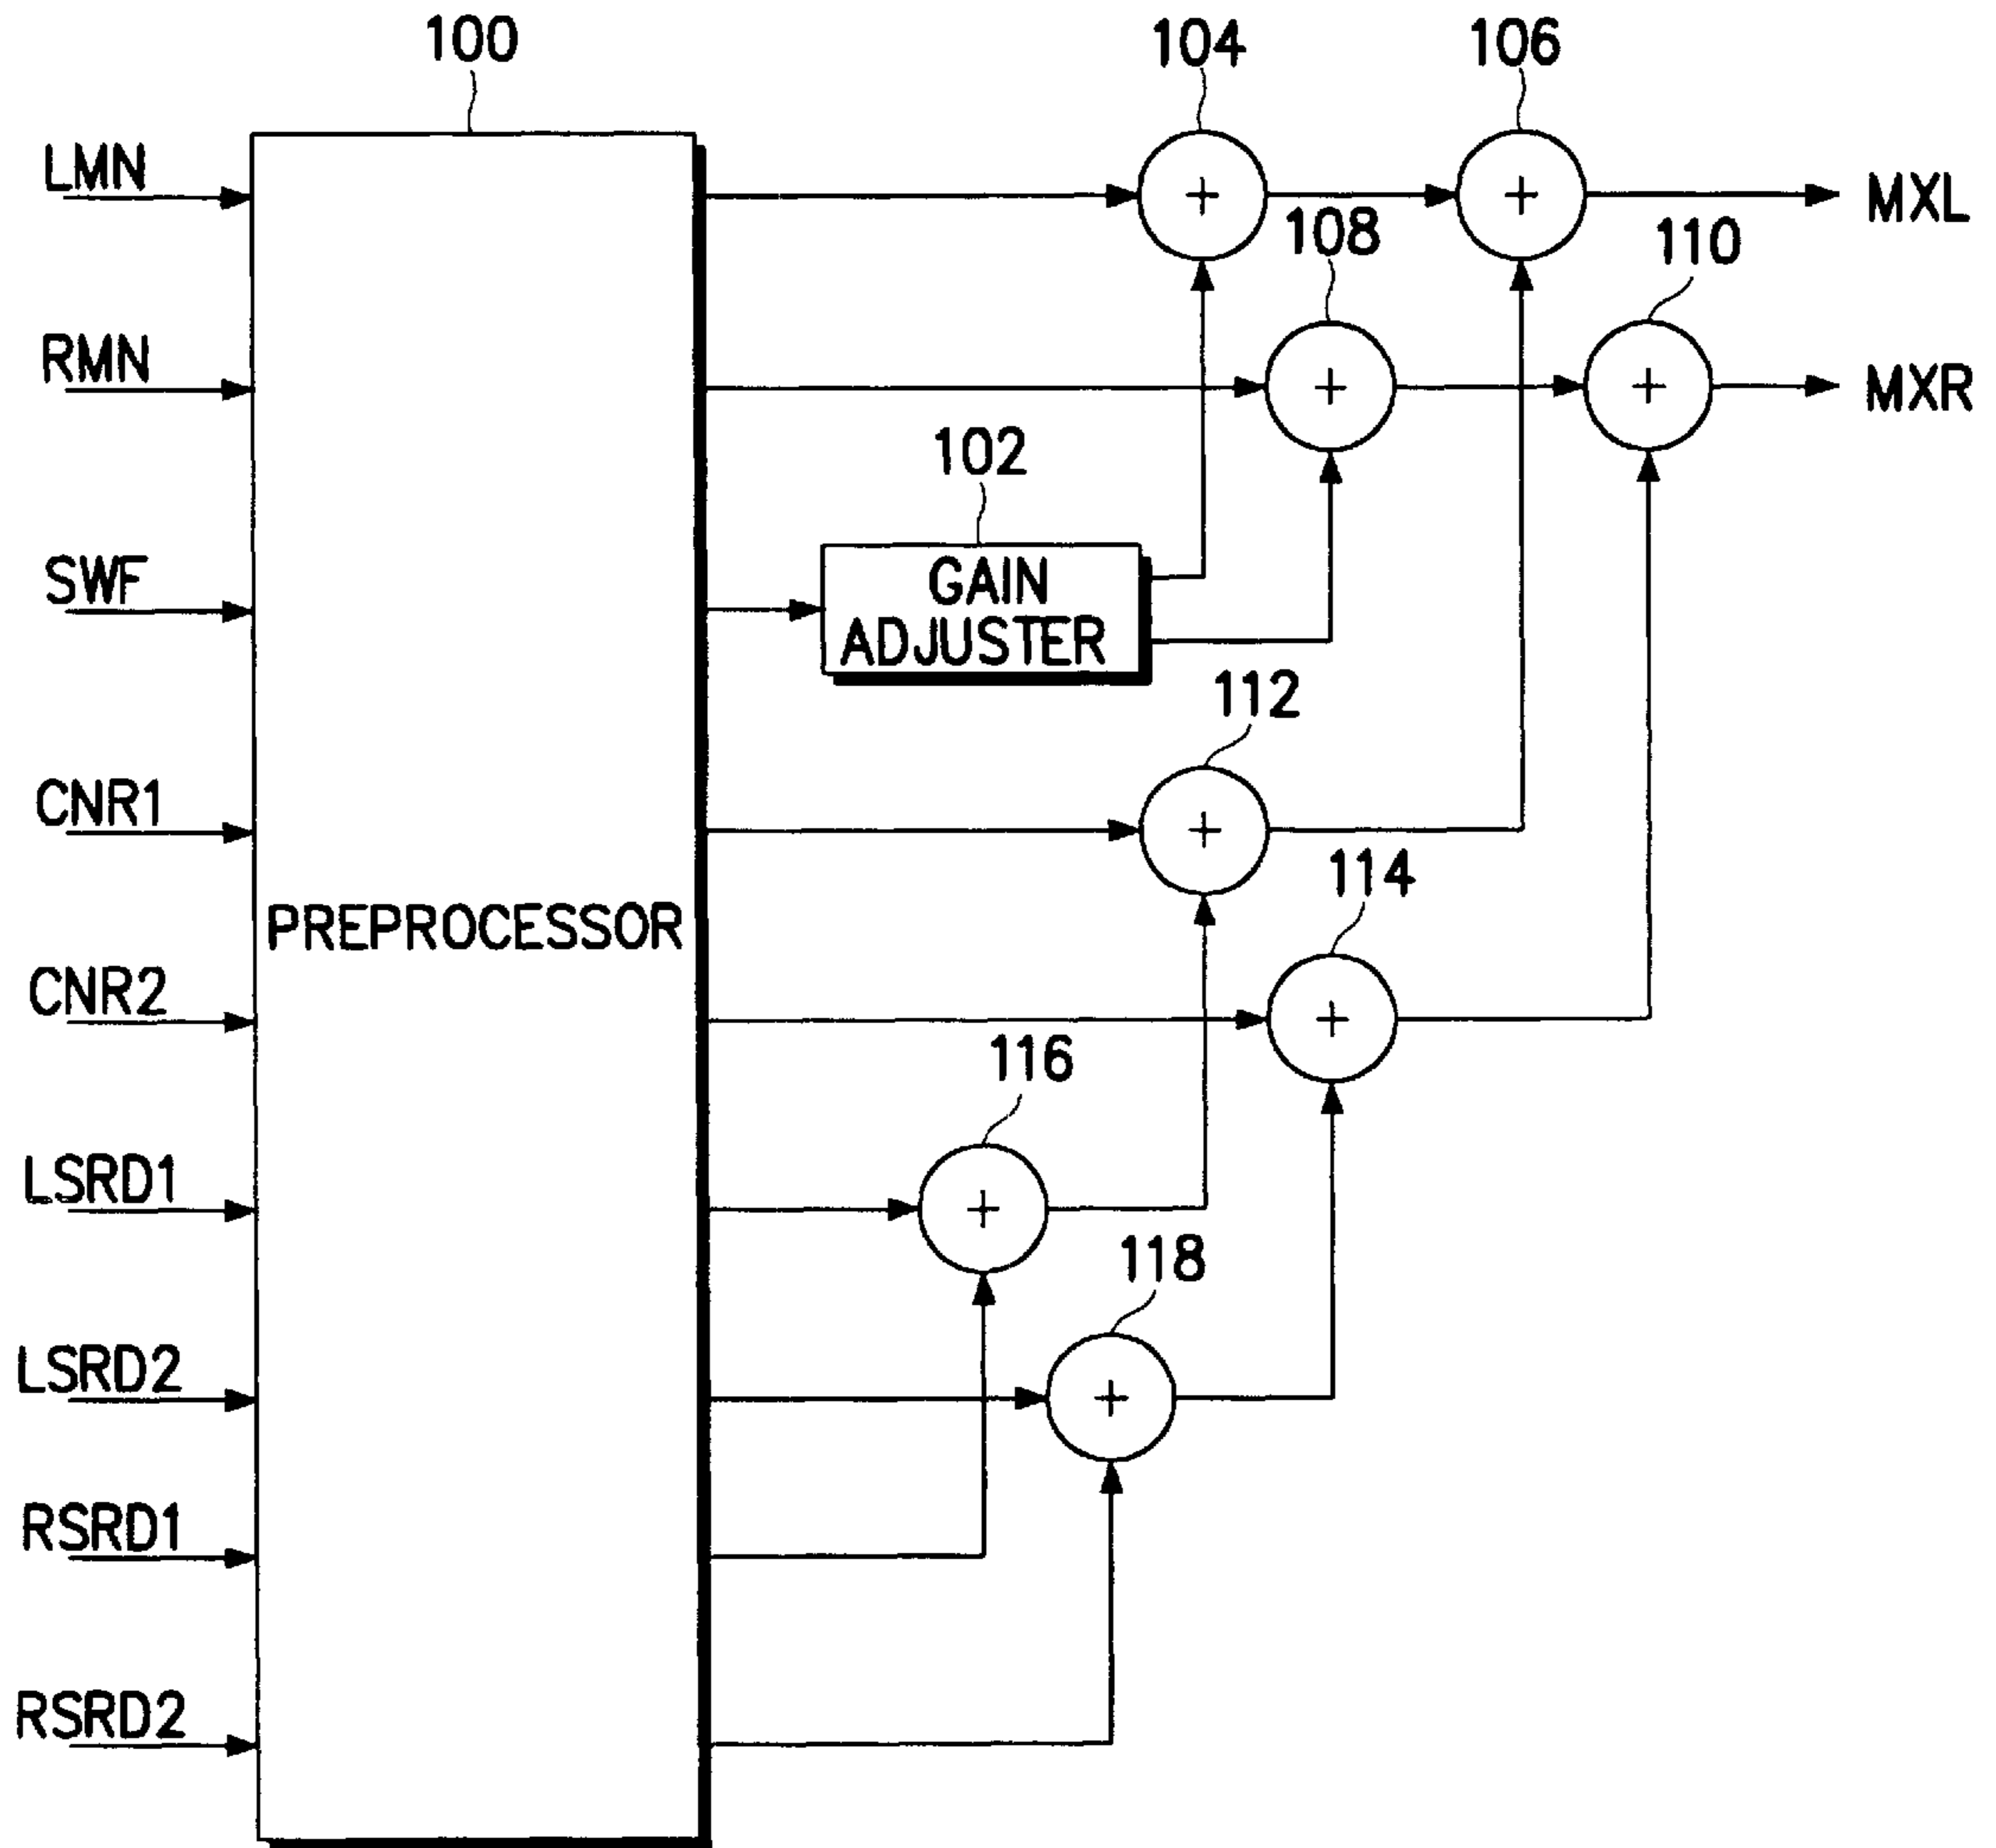 100
104
106
LMN
MXL
108
110
RMN
MXR
102
SWF
GAIN
ADJUSTER
112
CNR1
114
PREPROCESSOR
CNR2
116
LSRD1
118
LSRD2
RSRD1
RSRD2